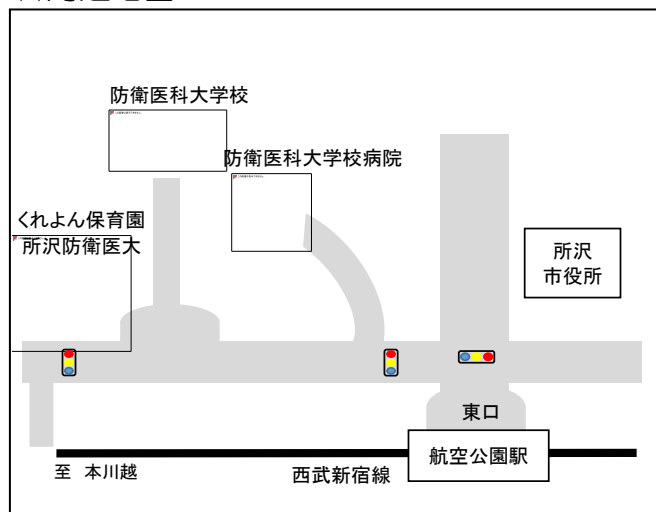 防衛医科大学校
防衛医科大学校病院
くれよん保育園
所沢防衛医大
所沢
市役所
東口
航空公園駅
至 本川越
西武新宿線